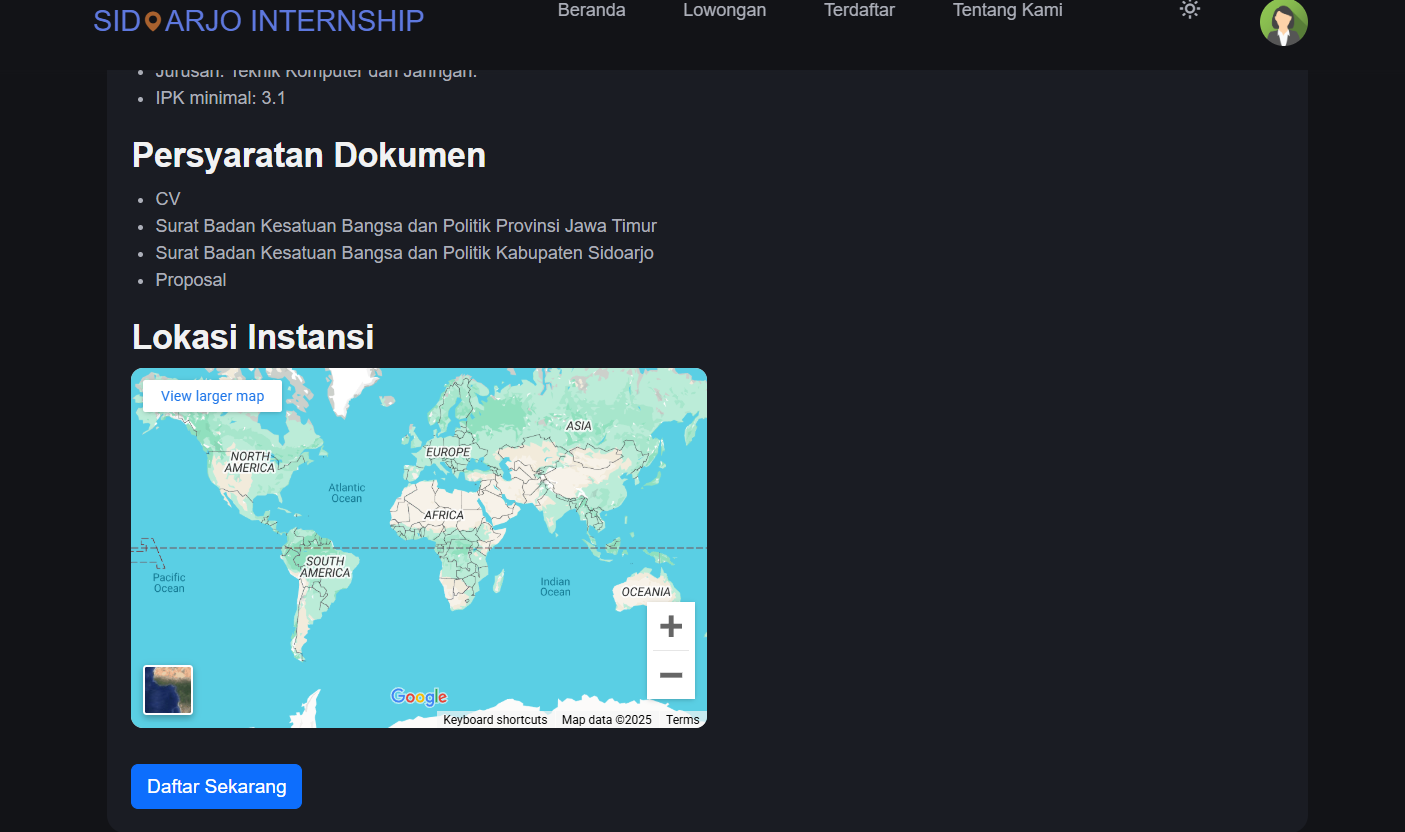 SIDOARJO INTERNSHIP
Beranda
Lowongan
Terdaftar
Tentang Kami
Jurusan: Teknik Komputer dan Jaringan.
IPK minimal: 3.1
Persyaratan Dokumen
CV
Surat Badan Kesatuan Bangsa dan Politik Provinsi Jawa Timur
Surat Badan Kesatuan Bangsa dan Politik Kabupaten Sidoarjo
Proposal
Lokasi Instansi
View larger map
ASIA
EUROPE
NORTH
AMERICA
Atlantic
Ocean
AFRICA
SOUTH
AMERICA
Pacific
Ocean
Indian
Ocean
OCEANIA
Google
Keyboard shortcuts
Map data ©2025
Terms
Daftar Sekarang